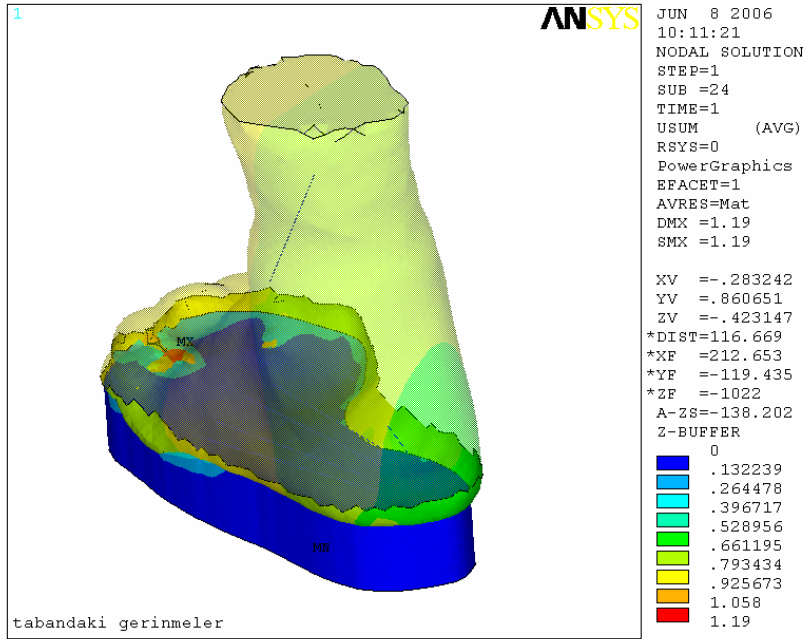 1
ANSYS
JUN 8 2006
10:11:21
NODAL SOLUTION
STEP=1
SUB =24
TIME=1
USUM (AVG)
RSYS=0
PowerGraphics
EFACET=1
AVRES=Mat
DMX =1.19
SMX =1.19
XV =-.283242
YV =.860651
ZV =-.423147
*DIST=116.669
*XF =212.653
*YF =-119.435
*ZF =-1022
A-ZS=-138.202
Z-BUFFER
0
.132239
.264478
.396717
.528956
.661195
.793434
.925673
1.058
1.19
MX
MN
tabandaki gerinmeler